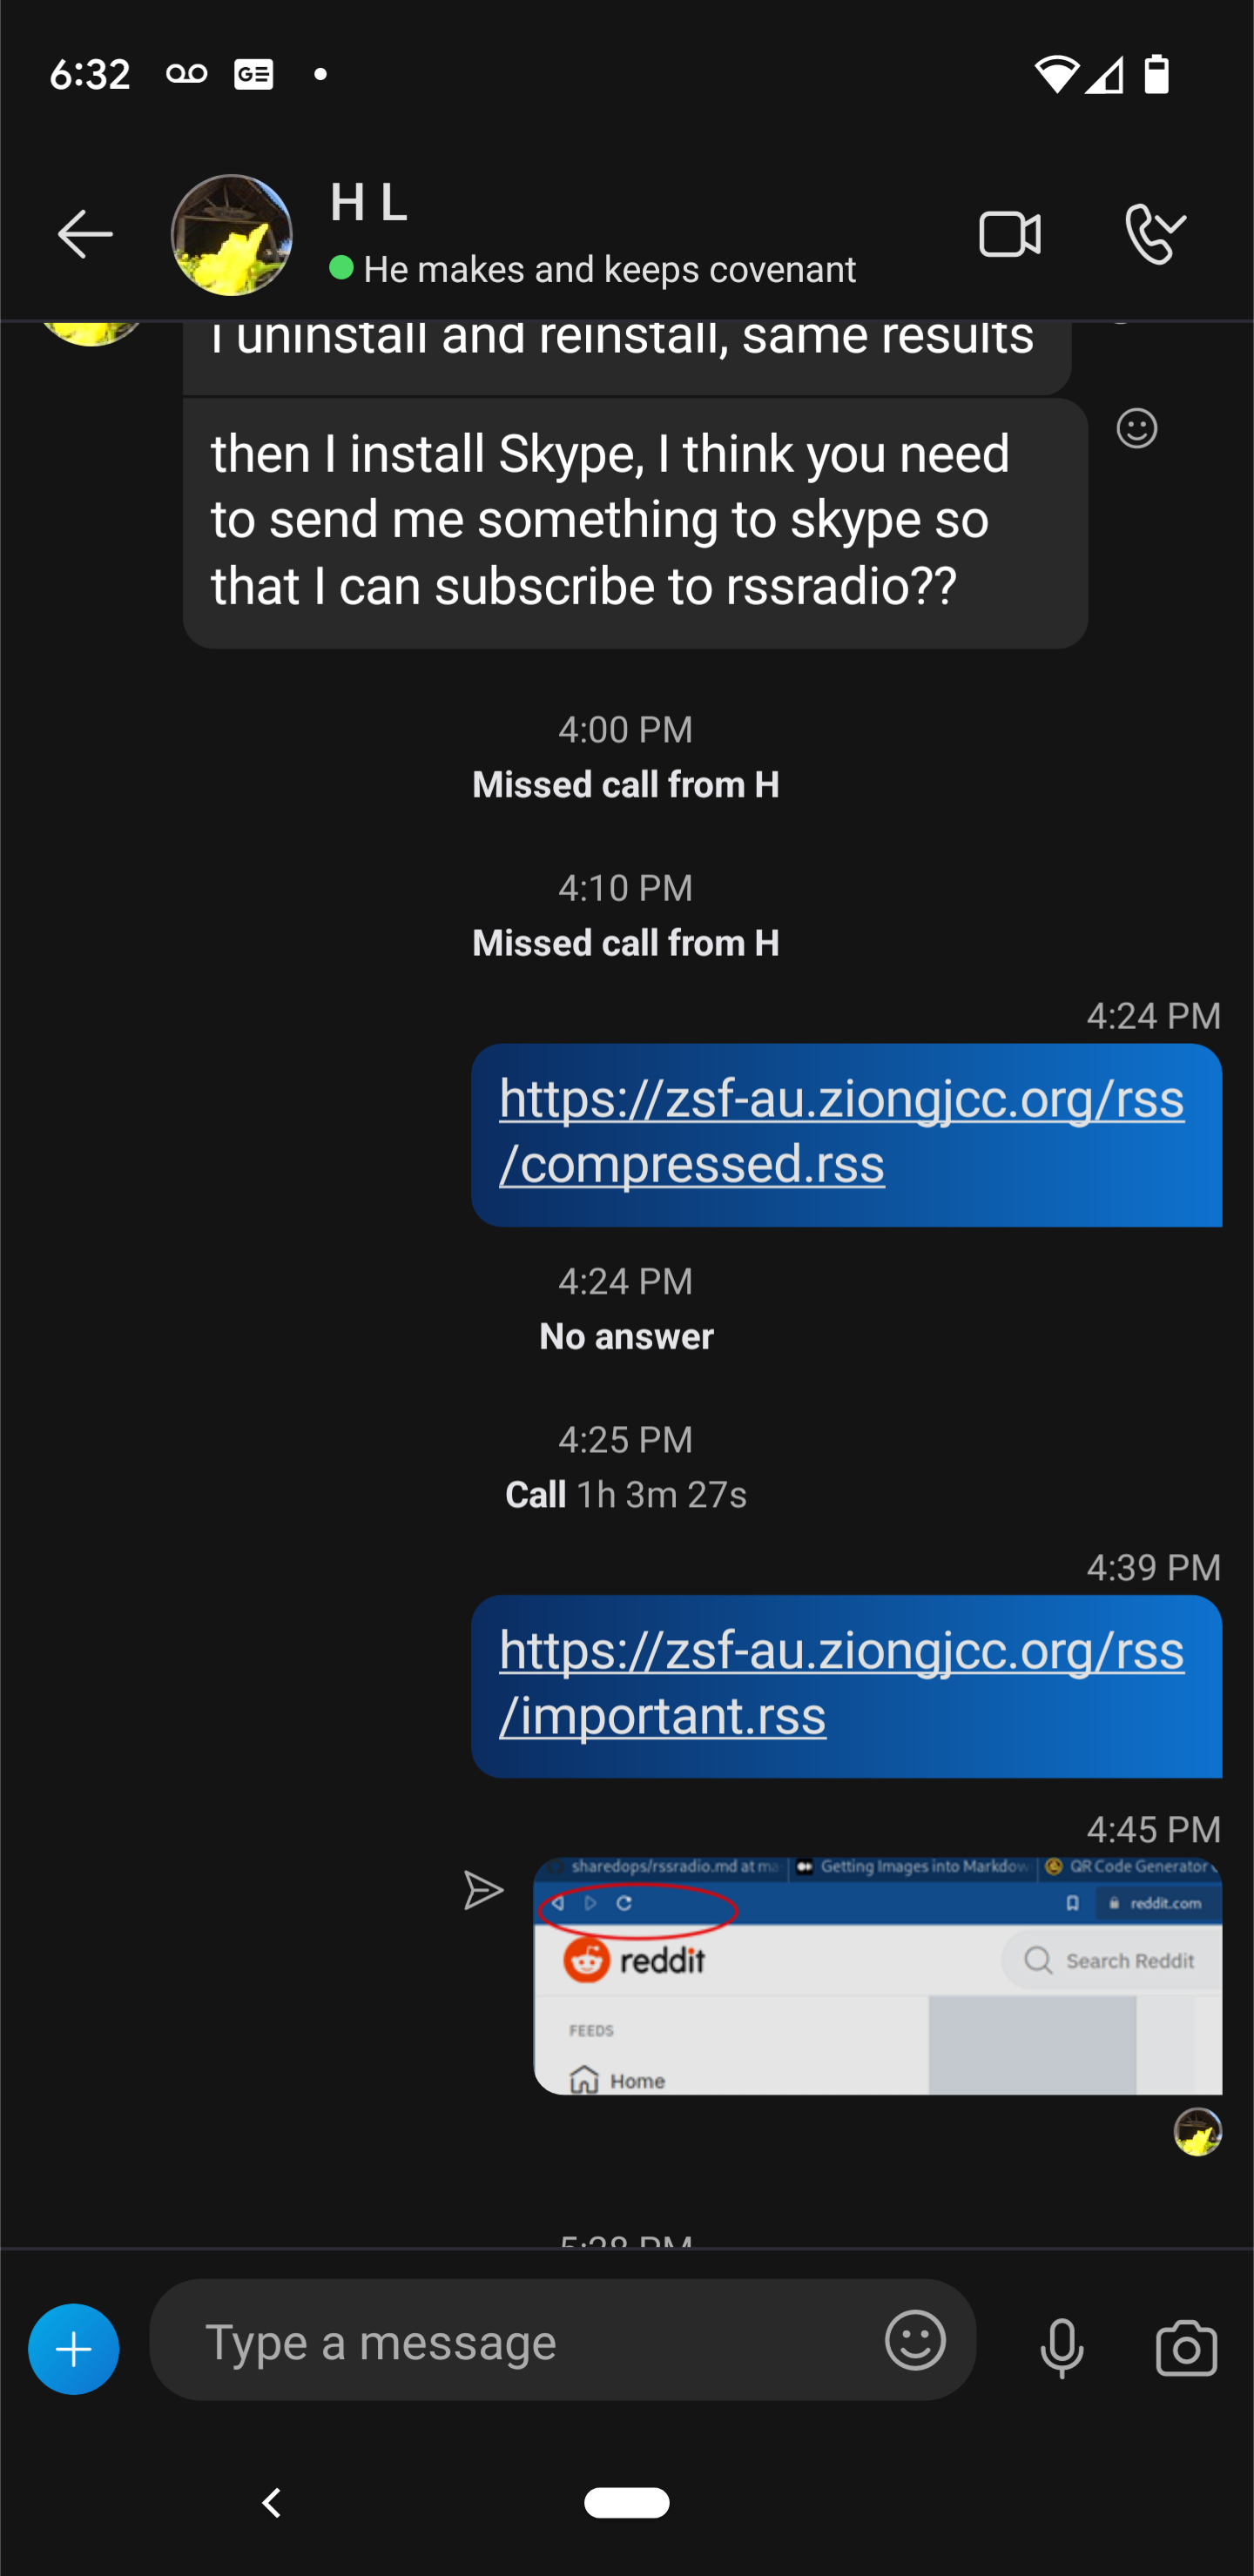 6:32
GE
H L
He makes and keeps covenant
I uninstall and reinstall, same results
then I install Skype, I think you need
to send me something to skype so
that I can subscribe to rssradio??
4:00 PM
Missed call from H
4:10 PM
Missed call from H
4:24 PM
https://zsf-au.ziongjcc.org/rss
/compressed.rss
4:24 PM
No answer
4:25 PM
Call 1h 3m 27s
4:39 PM
https://zsf-au.ziongjcc.org/rss
/important.rss
4:45 PM
sharedops/rssradio.md at ma Getting Images into Markdow QR Code Generator
reddit.com
reddit Search Reddit
FEEDS
Home
PM
Type a message